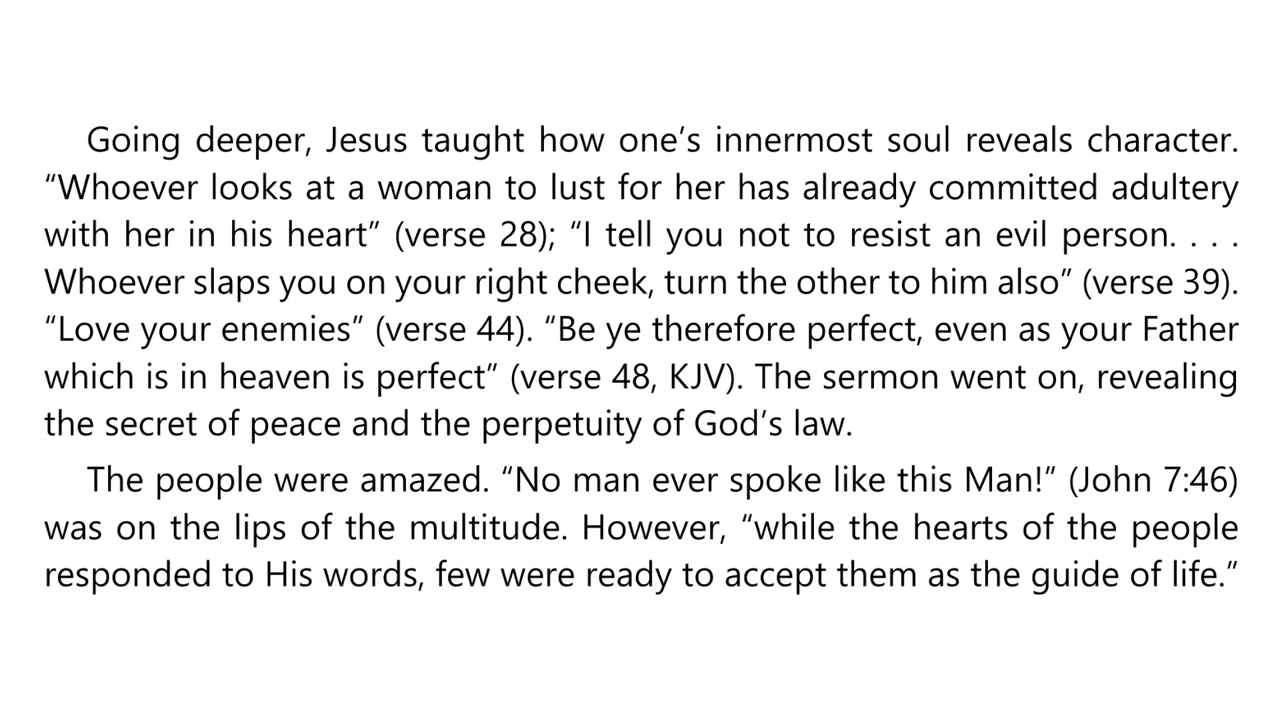 Going deeper, Jesus taught how one’s innermost soul reveals character.
“Whoever looks at a woman to lust for her has already committed adultery
with her in his heart” (verse 28); “I tell you not to resist an evil person. . . .
Whoever slaps you on your right cheek, turn the other to him also” (verse 39).
“Love your enemies” (verse 44). “Be ye therefore perfect, even as your Father
which is in heaven is perfect” (verse 48, KJV). The sermon went on, revealing
the secret of peace and the perpetuity of God’s law.
The people were amazed. “No man ever spoke like this Man!” (John 7:46)
was on the lips of the multitude. However, “while the hearts of the people
responded to His words, few were ready to accept them as the guide of life.”